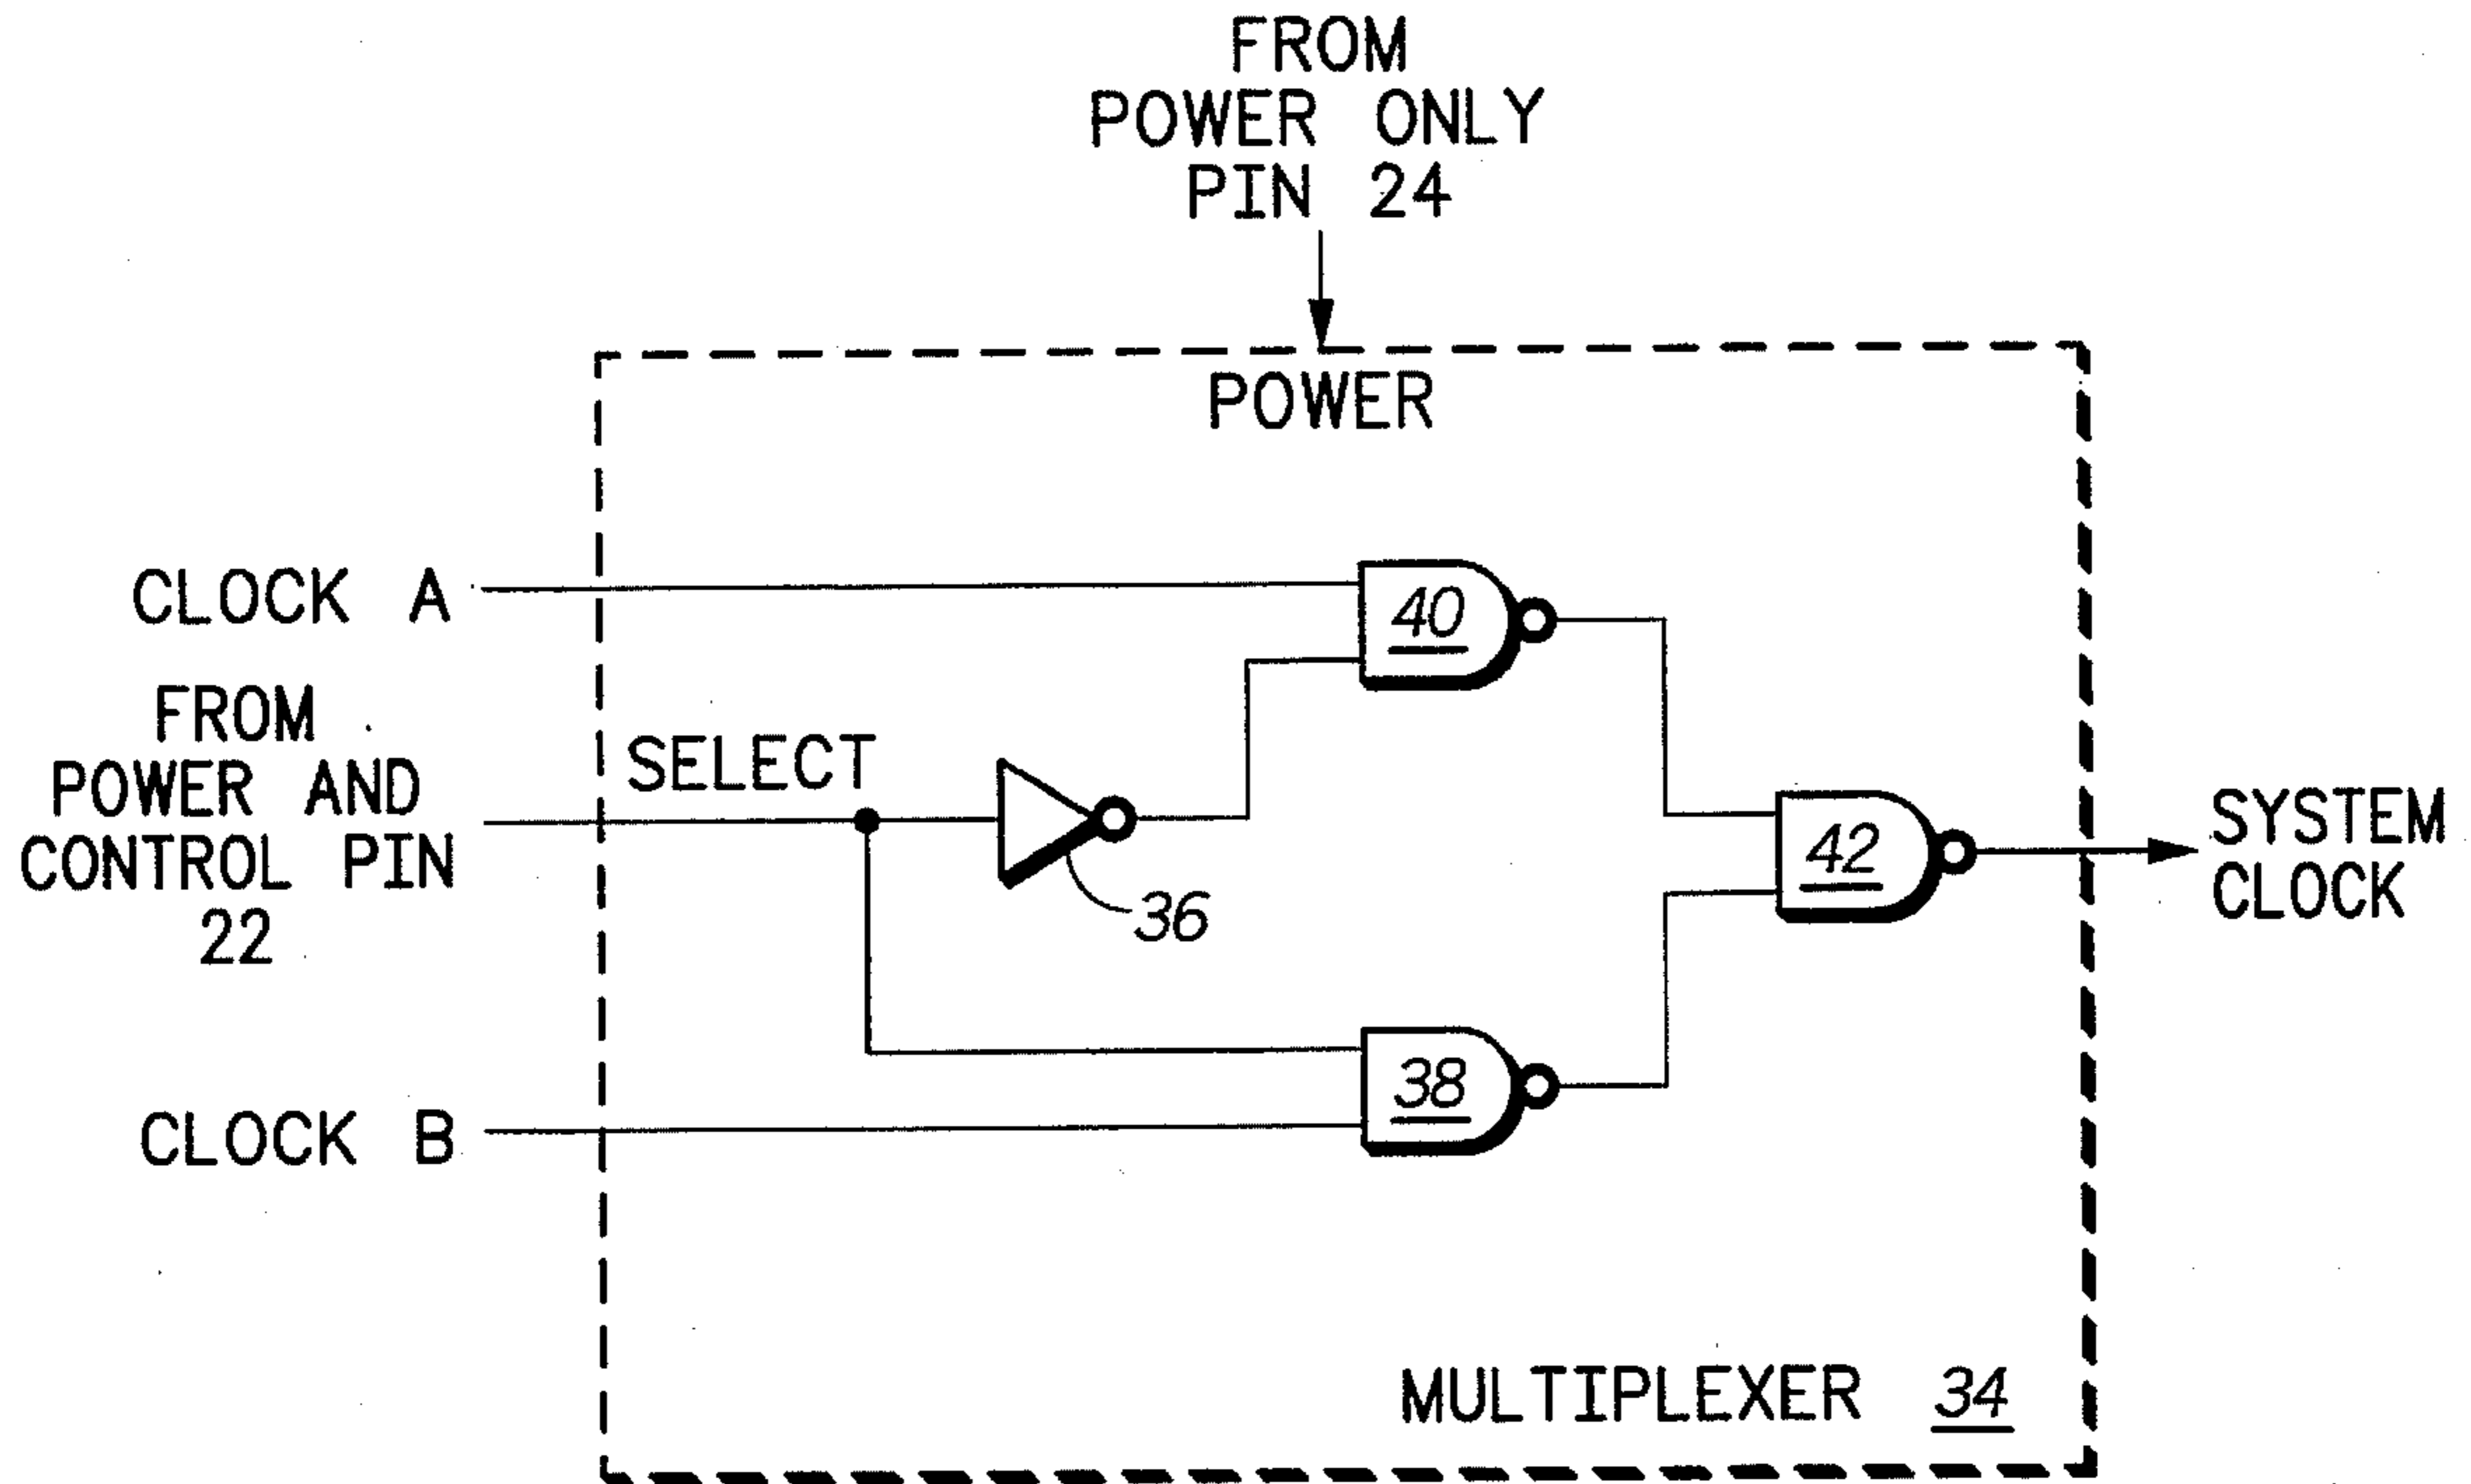 FROM
POWER ONLY
PIN 24
POWER
CLOCK A
40
FROM
POWER AND
CONTROL PIN
22
SELECT
36
42
SYSTEM
CLOCK
38
CLOCK B
MULTIPLEXER 34